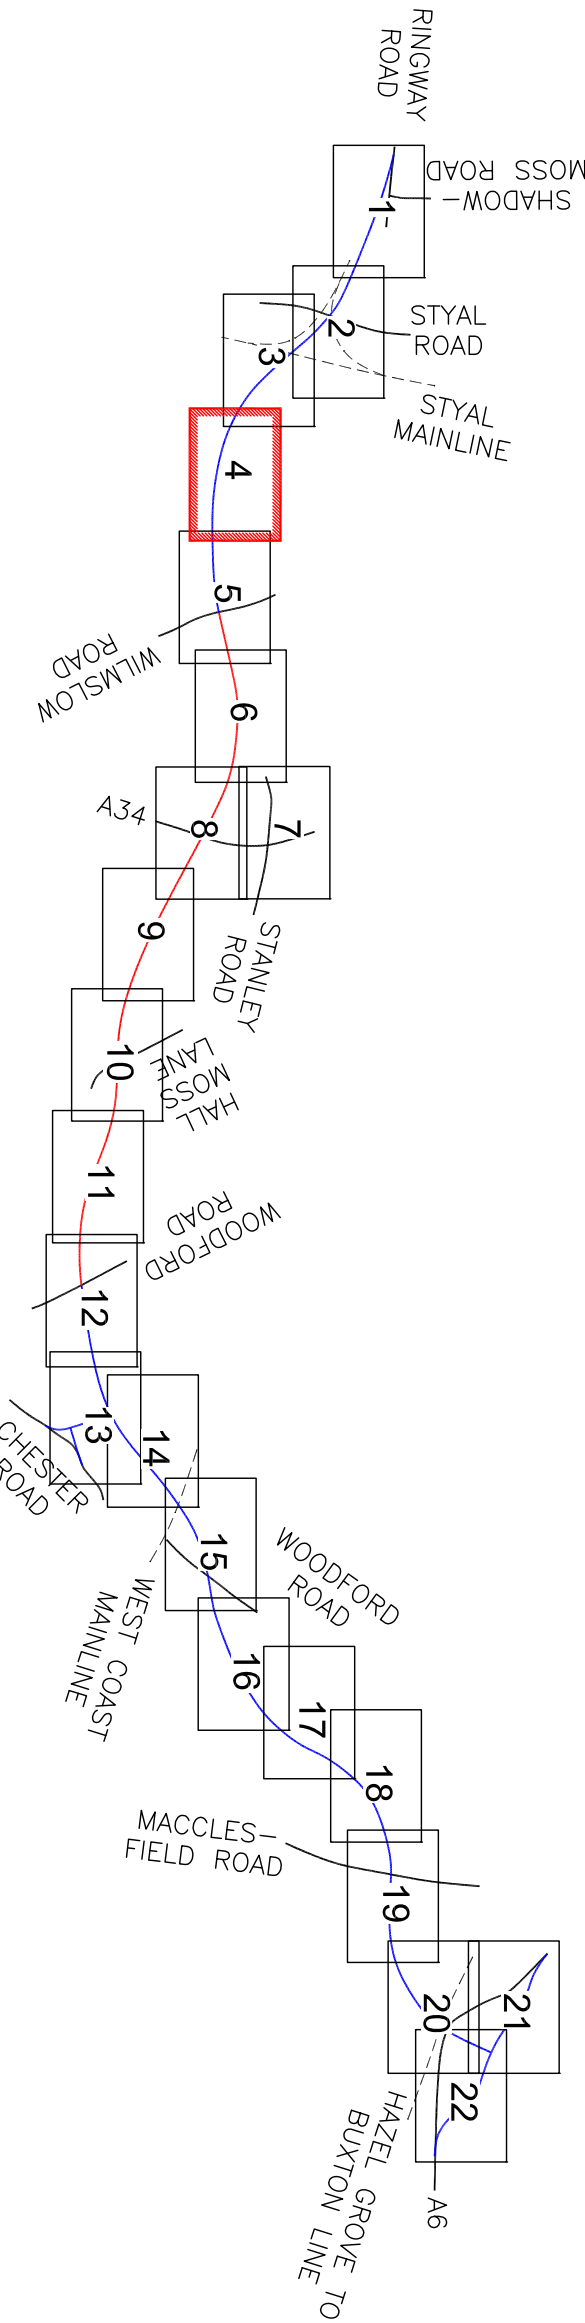 RINGWAY
ROAD
SHADOW-
MOSS ROAD
1
2
STYAL
ROAD
3
STYAL
MAINLINE
4
5
WILMSLOW
ROAD
6
7
8
A34
STANLEY
ROAD
9
10
HALL
MOSS
LANE
11
WOODFORD
ROAD
12
13
CHESTER
ROAD
14
15
WEST COAST
MAINLINE
WOODFORD
ROAD
16
17
18
MACCLES-
FIELD ROAD
19
20
21
22
HAZEL GROVE TO
BUXTON LINE
A6